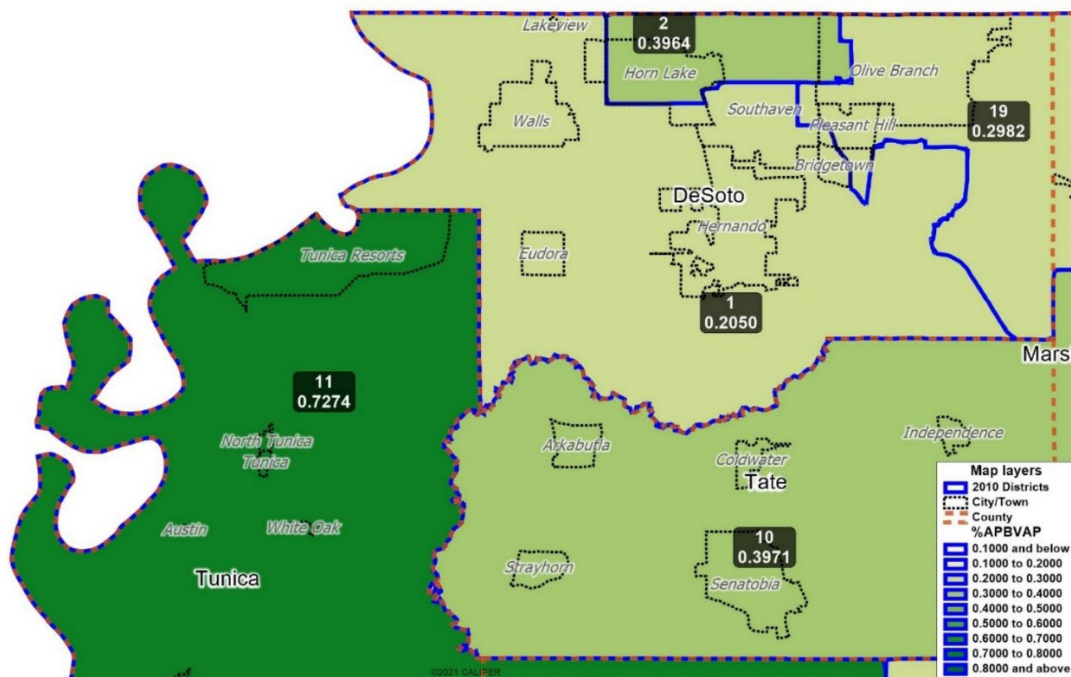 Lakeview
2
0.3964
Horn Lake
Olive Branch
Walls
Southaven
19
0.2982
Pleasant Hill
Bridgetown
DeSoto
Hernando
Tunica Resorts
Eudora
1
0.2050
Mars
11
0.7274
North Tunica
Tunica
Arkabutla
Independence
Coldwater
Tate
Austin
White Oak
10
0.3971
Strayhorn
Senatobia
Tunica
Map layers
2010 Districts
City/Town
County
%APBVAP
0.1000 and below
0.1000 to 0.2000
0.2000 to 0.3000
0.3000 to 0.4000
0.4000 to 0.5000
0.5000 to 0.6000
0.6000 to 0.7000
0.7000 to 0.8000
0.8000 and above
©2021 CALIPER